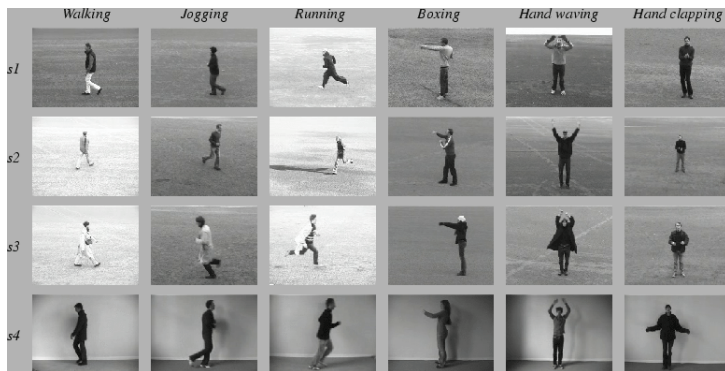 Walking Jogging Running Boxing Hand waving Hand clapping
s1
s2
s3
s4